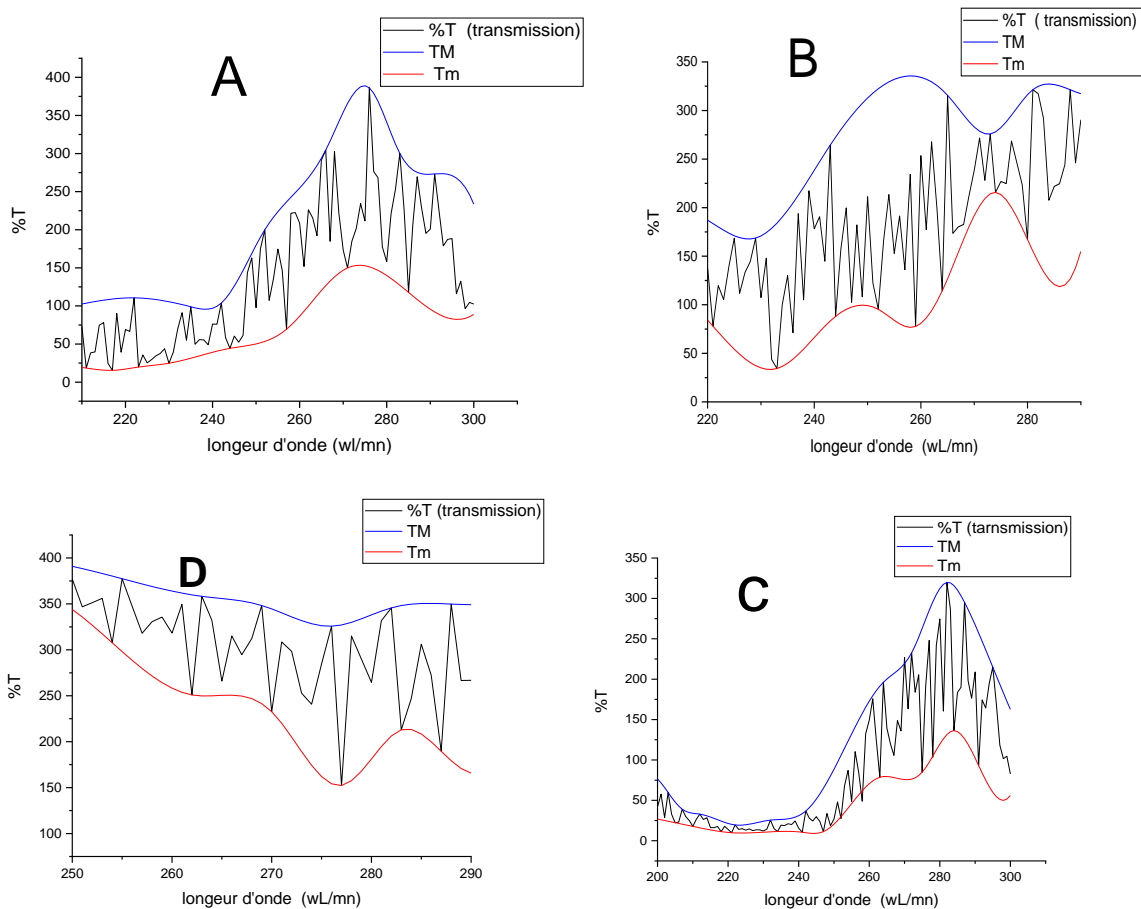 %T (transmission)
TM
Tm
A
400
350
300
250
200
150
100
50
0
%T
220
240
260
280
300
longeur d'onde (wl/mn)
%T ( transmission)
TM
Tm
B
350
300
250
200
150
100
50
0
%T
220
240
260
280
longeur d'onde (wL/mn)
%T (transmission)
TM
Tm
D
400
350
300
250
200
150
100
%T
250
260
270
280
290
longeur d'onde (wL/mn)
%T (tarnsmission)
TM
Tm
C
350
300
250
200
150
100
50
0
%T
200
220
240
260
280
300
longeur d'onde (wL/mn)